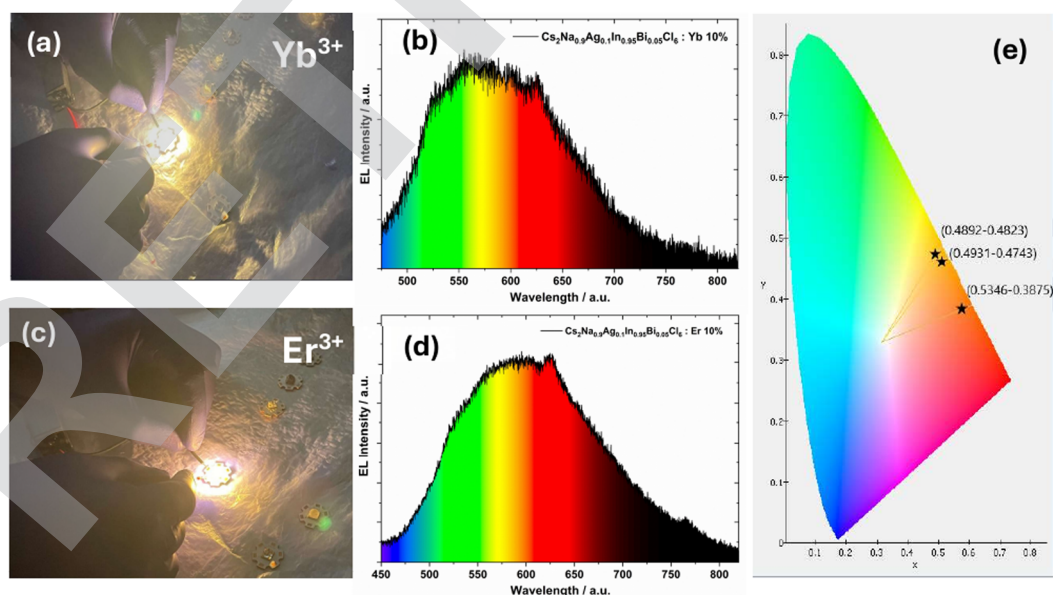 (a)
Yb³⁺
(b)
Cs₂Na₀.₉Ag₀.₁In₀.₉₅Bi₀.₀₅Cl₆ : Yb 10%
EL Intensity / a.u.
500 550 600 650 700 750 800
Wavelength / a.u.
(c)
Er³⁺
(d)
Cs₂Na₀.₉Ag₀.₁In₀.₉₅Bi₀.₀₅Cl₆ : Er 10%
EL Intensity / a.u.
450 500 550 600 650 700 750 800
Wavelength / a.u.
(e)
0.8
0.7
0.6
0.5
0.4
0.3
0.2
0.1
0
Y
(0.4892-0.4823)
(0.4931-0.4743)
(0.5346-0.3875)
0.1 0.2 0.3 0.4 0.5 0.6 0.7 0.8
x